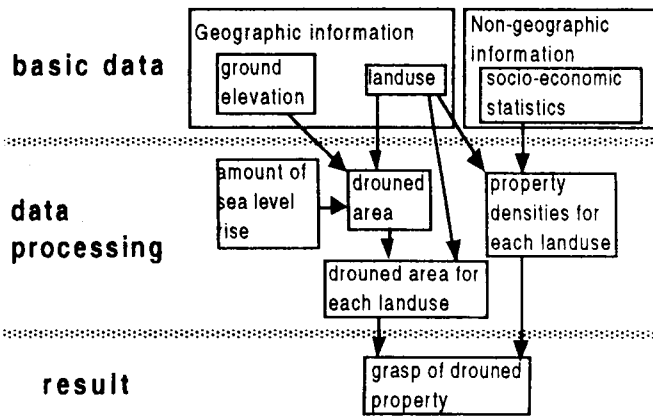 Geographic information
Non-geographic
information
basic data
ground
elevation
landuse
socio-economic
statistics
amount of
sea level
rise
drouned
area
property
densities for
each landuse
data
processing
drouned area for
each landuse
result
grasp of drouned
property